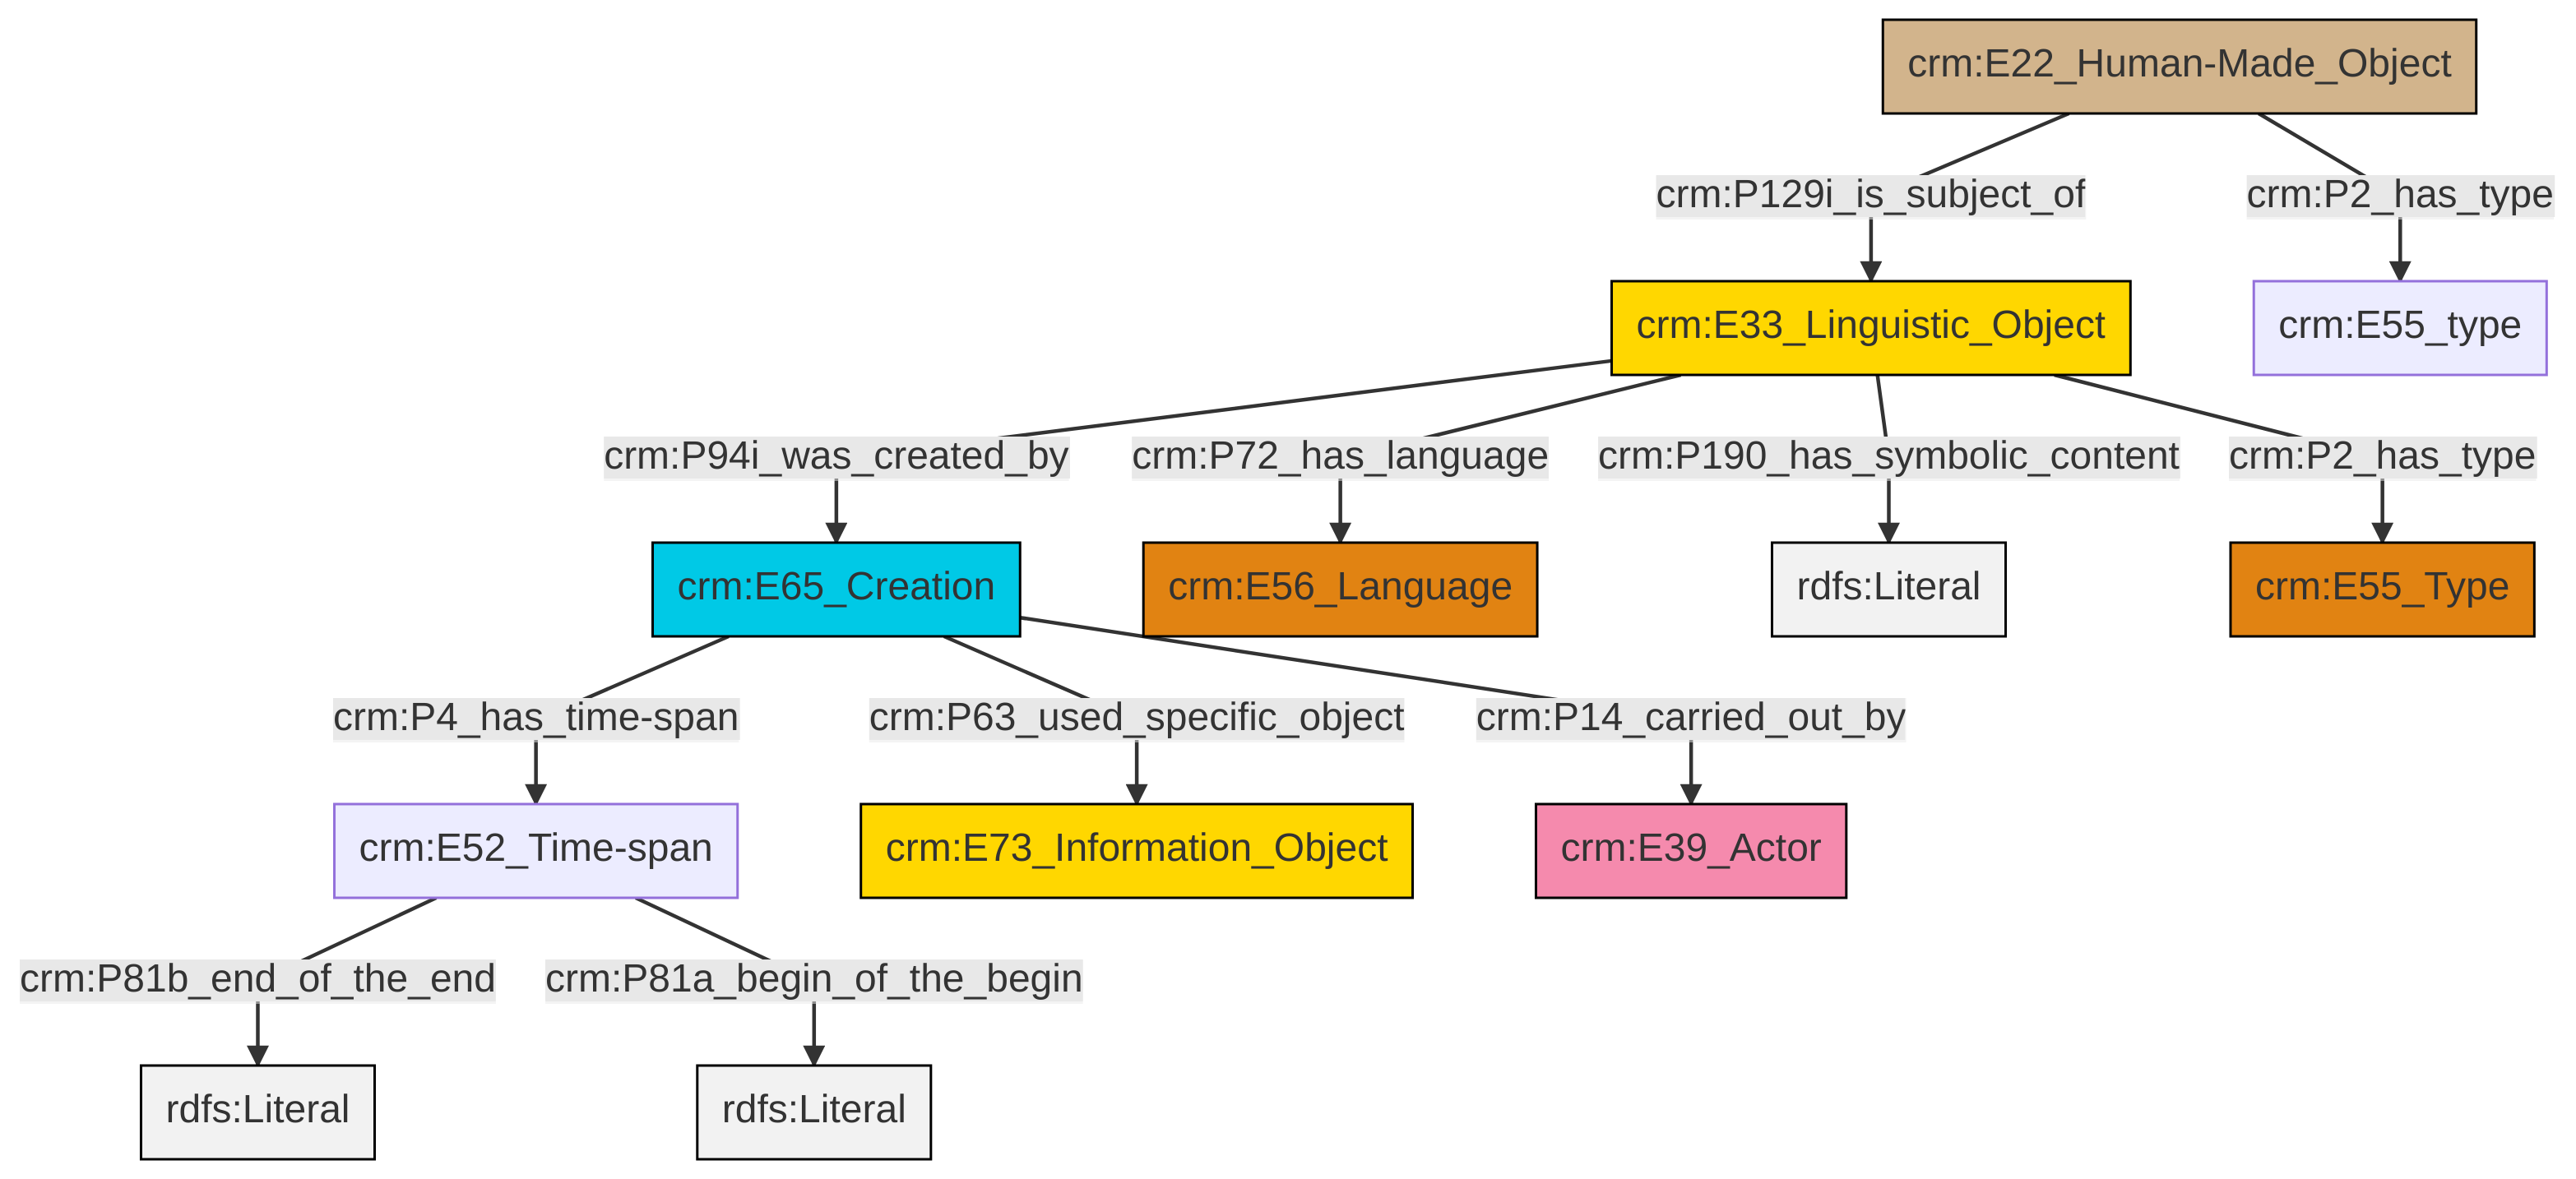 crm:E22_Human-Made_Object
crm:P129i_is_subject_of
crm:P2_has_type
crm:E33_Linguistic_Object
crm:E55_type
crm:P94i_was_created_by
crm:P72_has_language
crm:P190_has_symbolic_content
crm:P2_has_type
crm:E65_Creation
crm:E56_Language
rdfs:Literal
crm:E55_Type
crm:P4_has_time-span
crm:P63_used_specific_object
crm:P14_carried_out_by
crm:E52_Time-span
crm:E73_Information_Object
crm:E39_Actor
crm:P81b_end_of_the_end
crm:P81a_begin_of_the_begin
rdfs:Literal
rdfs:Literal